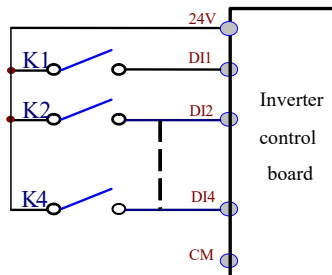 24V
K1
DI1
K2
DI2
Inverter
control
board
K4
DI4
CM